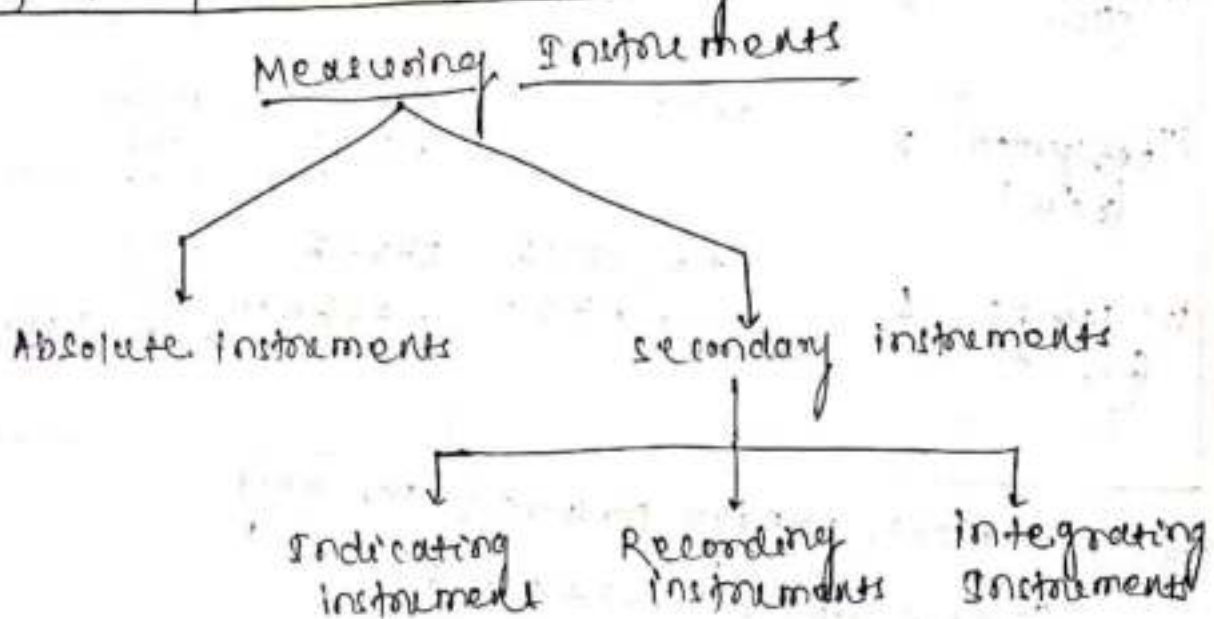 Measuring Instruments
Absolute instruments secondary instruments
Indicating Recording integrating
instrument instruments Instruments